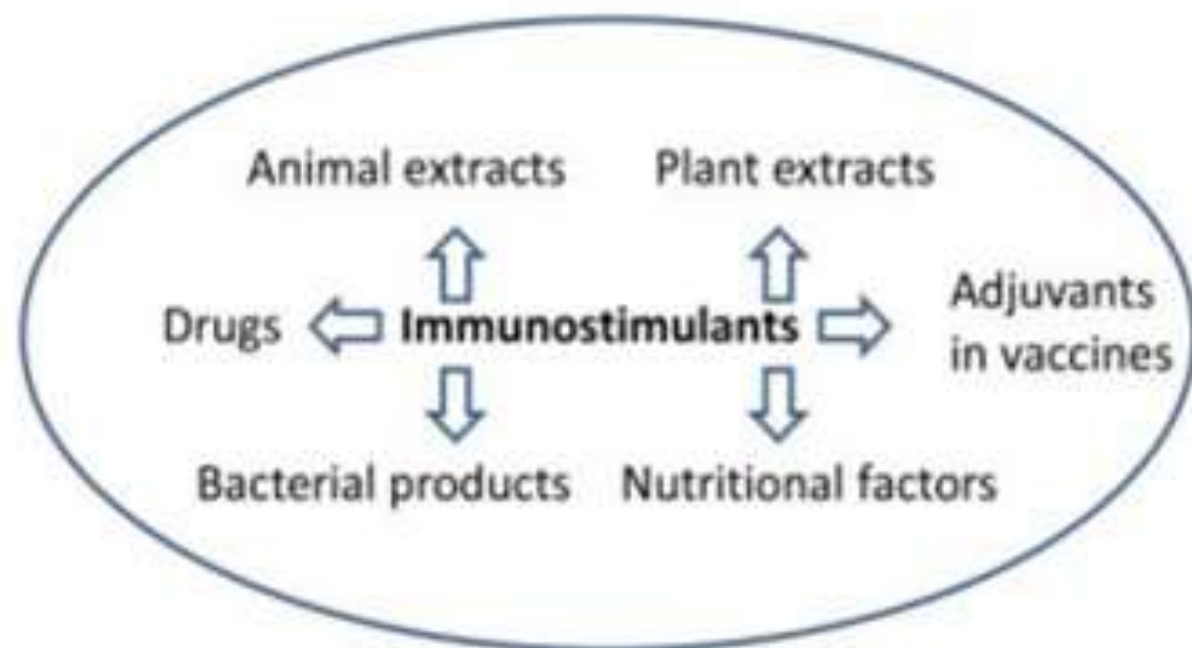 Animal extracts
Plant extracts
Drugs
Immunostimulants
Adjuvants
in vaccines
Bacterial products
Nutritional factors